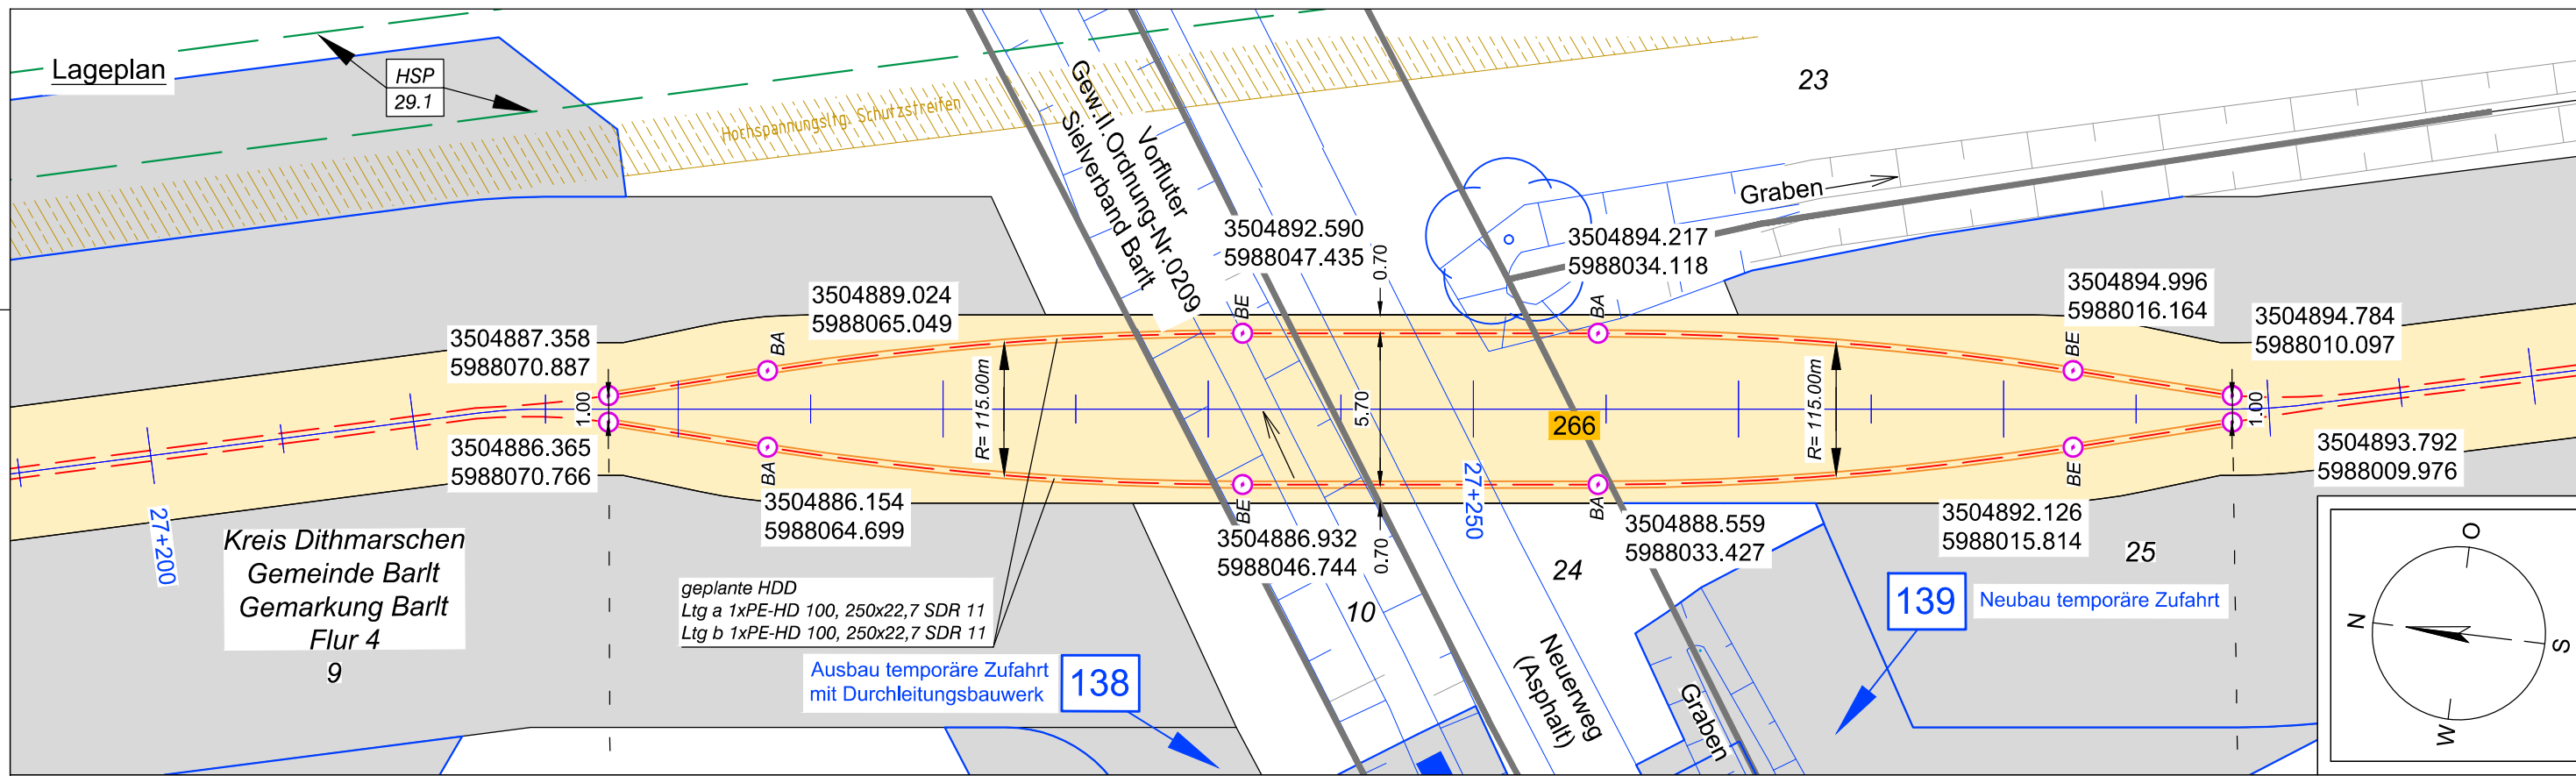 Lageplan
HSP
29.1
Hochspannungsltg. Schutzstreifen
Vorfluter
Gew.II.Ordnung-Nr.0209
Sielverband Barlt
23
Graben
3504892.590
5988047.435
0.70
3504894.217
5988034.118
3504889.024
5988065.049
3504887.358
5988070.887
3504894.996
5988016.164
3504894.784
5988010.097
BA
BE
BA
BE
1.00
R= 115.00m
5.70
266
R= 115.00m
1.00
3504886.365
5988070.766
BA
BE
BA
BE
3504893.792
5988009.976
3504886.154
5988064.699
3504886.932
5988046.744
0.70
27+250
3504888.559
5988033.427
3504892.126
5988015.814
27+200
Kreis Dithmarschen
Gemeinde Barlt
Gemarkung Barlt
Flur 4
9
geplante HDD
Ltg a 1xPE-HD 100, 250x22,7 SDR 11
Ltg b 1xPE-HD 100, 250x22,7 SDR 11
10
24
25
139
Neubau temporäre Zufahrt
Ausbau temporäre Zufahrt
mit Durchleitungsbauwerk
138
Neuerweg
(Asphalt)
Graben
O
N
S
W